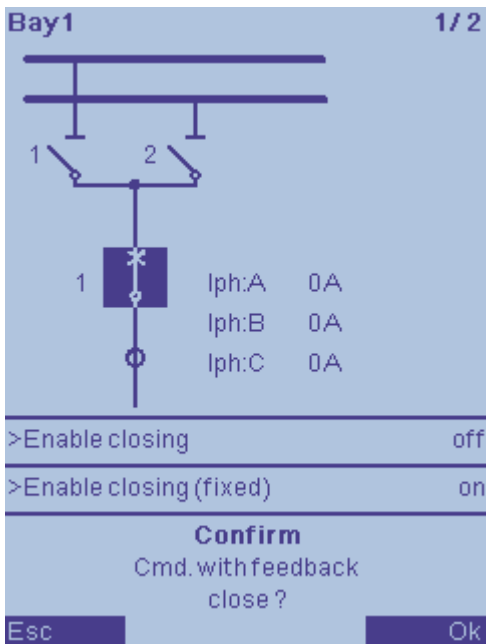 Bay1 1/2
1 2
1 Iph:A 0A
Iph:B 0A
Iph:C 0A
>Enable closing off
>Enable closing (fixed) on
Confirm
Cmd. with feedback
close ?
Esc Ok